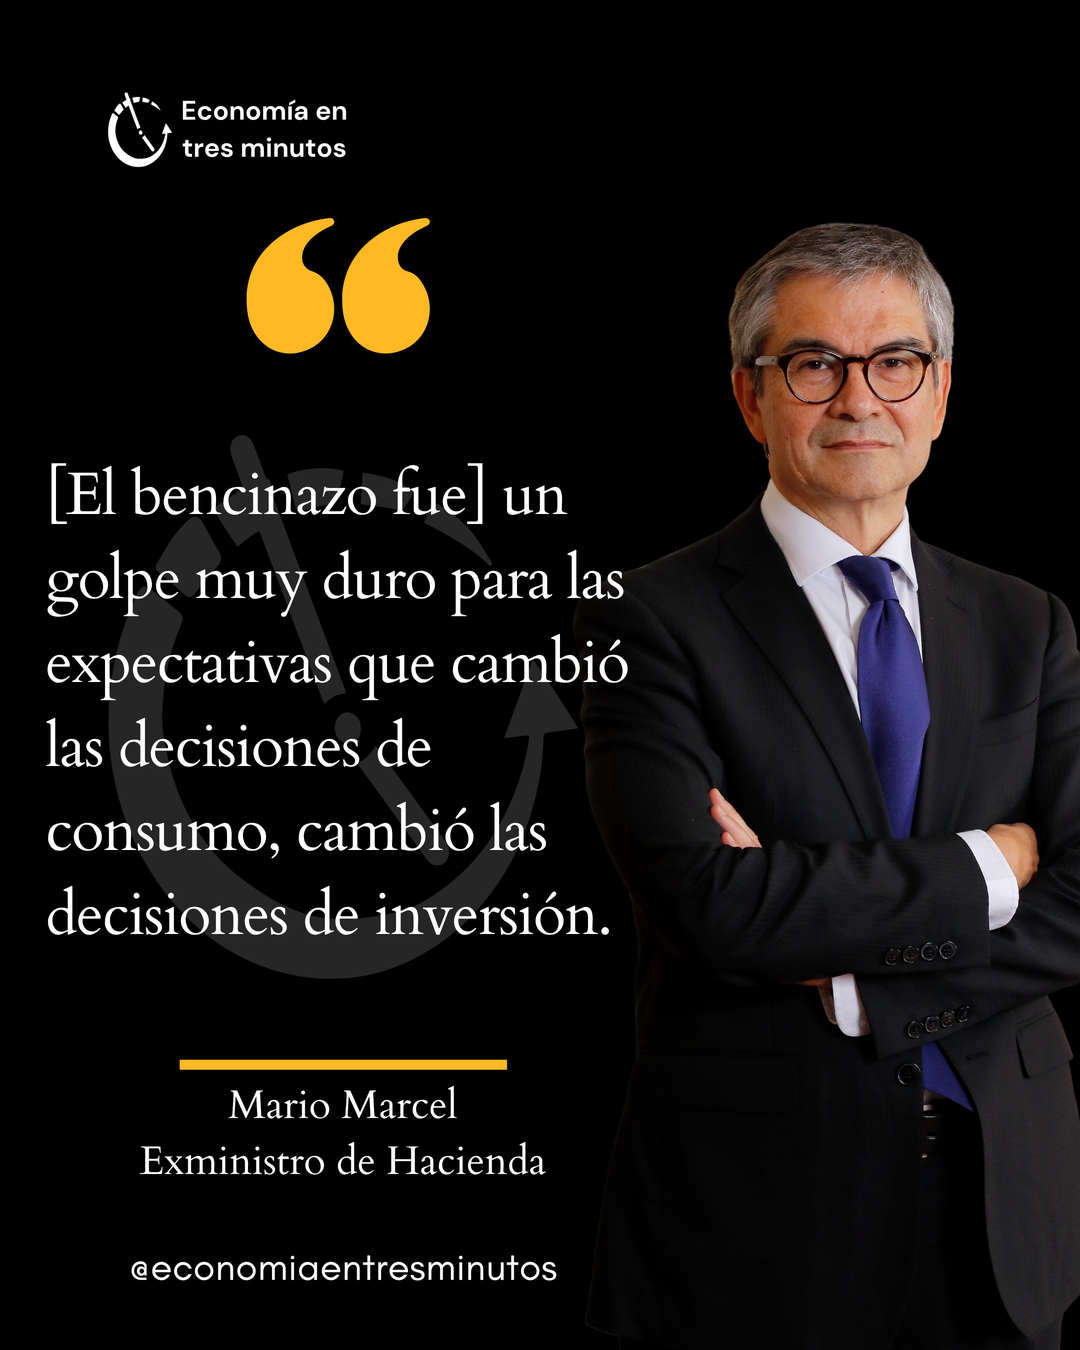 Economía en
tres minutos
“
[El bencinazo fue] un
golpe muy duro para las
expectativas que cambió
las decisiones de
consumo, cambió las
decisiones de inversión.
Mario Marcel
Exministro de Hacienda
@economiaentresminutos